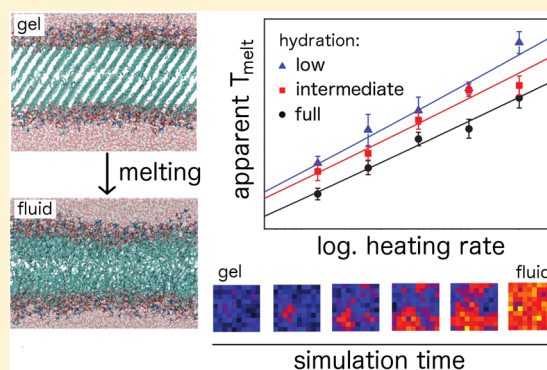 gel
melting
fluid
apparent T_melt
hydration:
low
intermediate
full
log. heating rate
gel
fluid
simulation time